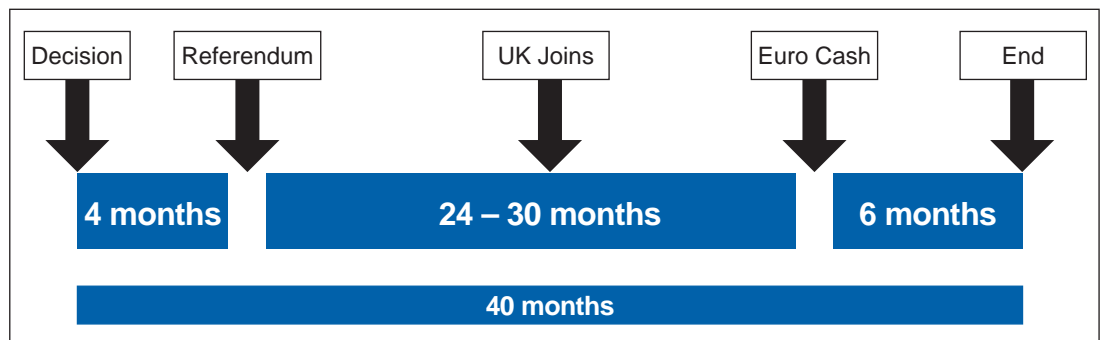 Decision
Referendum
UK Joins
Euro Cash
End
4 months
24 – 30 months
6 months
40 months